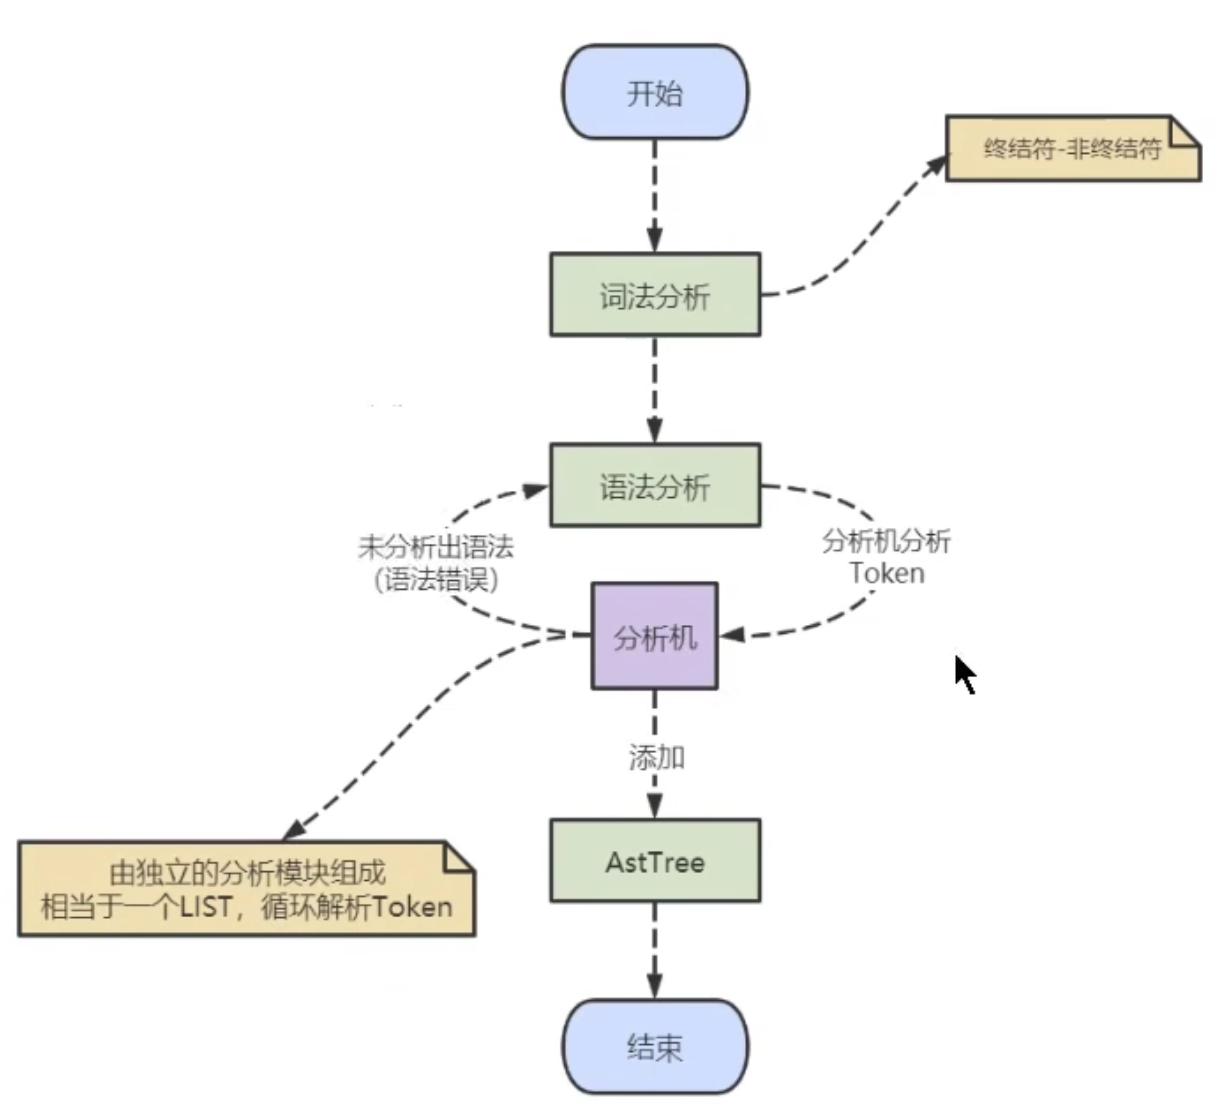 开始
终结符-非终结符
词法分析
语法分析
未分析出语法
（语法错误）
分析机分析
Token
分析机
添加
由独立的分析模块组成
相当于一个LIST，循环解析Token
AstTree
结束